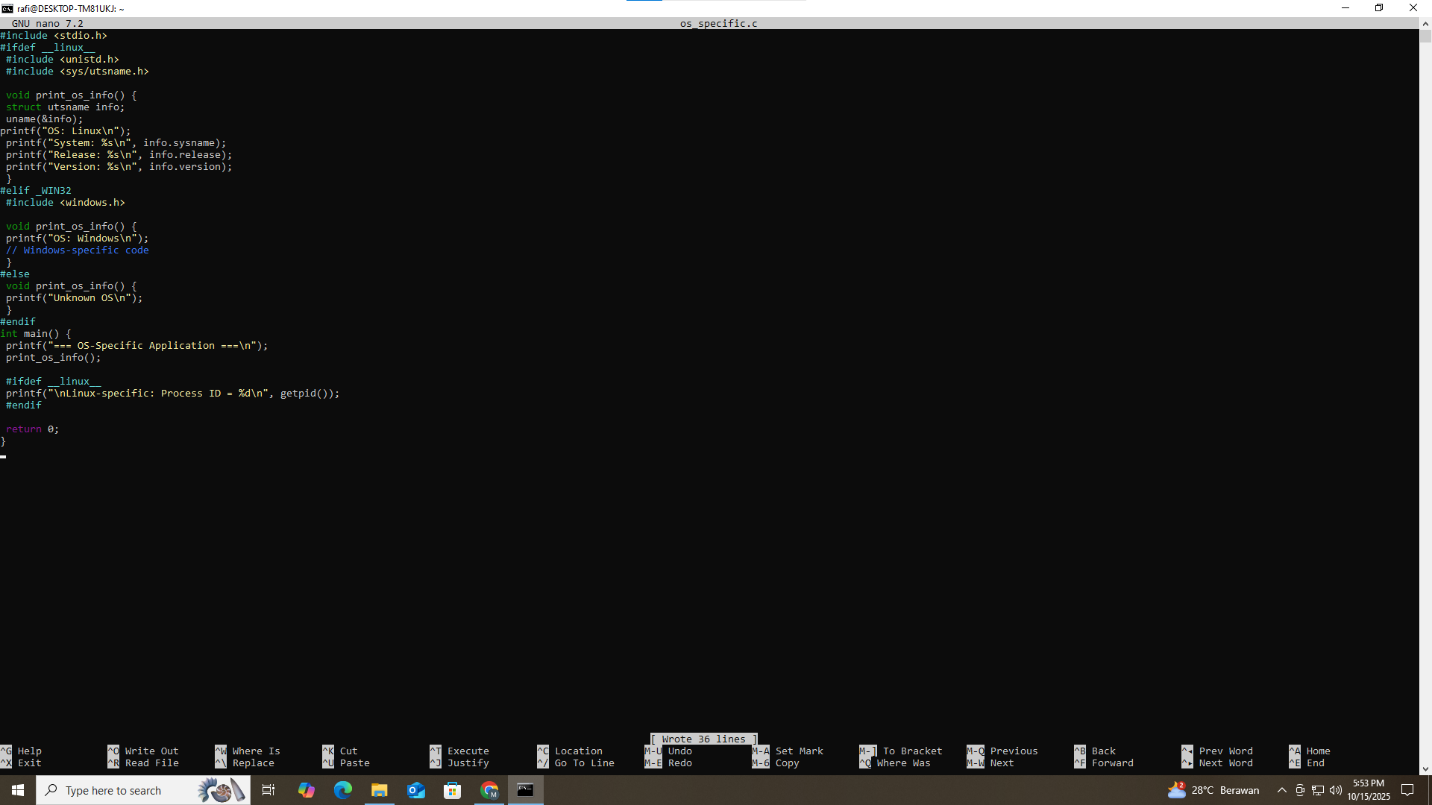 rafi@DESKTOP-TM81UKJ: ~
GNU nano 7.2 os_specific.c
#include <stdio.h>
#ifdef __linux__
 #include <unistd.h>
 #include <sys/utsname.h>

 void print_os_info() {
 struct utsname info;
 uname(&info);
printf("OS: Linux\n");
 printf("System: %s\n", info.sysname);
 printf("Release: %s\n", info.release);
 printf("Version: %s\n", info.version);
 }
#elif _WIN32
 #include <windows.h>

 void print_os_info() {
 printf("OS: Windows\n");
 // Windows-specific code
 }
#else
 void print_os_info() {
 printf("Unknown OS\n");
 }
#endif
int main() {
 printf("=== OS-Specific Application ===\n");
 print_os_info();

 #ifdef __linux__
 printf("\nLinux-specific: Process ID = %d\n", getpid());
 #endif

 return 0;
}
[ Wrote 36 lines ]
^G Help ^O Write Out ^W Where Is ^K Cut ^T Execute ^C Location M-U Undo M-A Set Mark M-] To Bracket M-Q Previous ^B Back ^◂ Prev Word ^A Home
^X Exit ^R Read File ^\ Replace ^U Paste ^J Justify ^/ Go To Line M-E Redo M-6 Copy ^Q Where Was M-W Next ^F Forward ^▸ Next Word ^E End
Type here to search
2
28°C Berawan
5:53 PM
10/15/2025